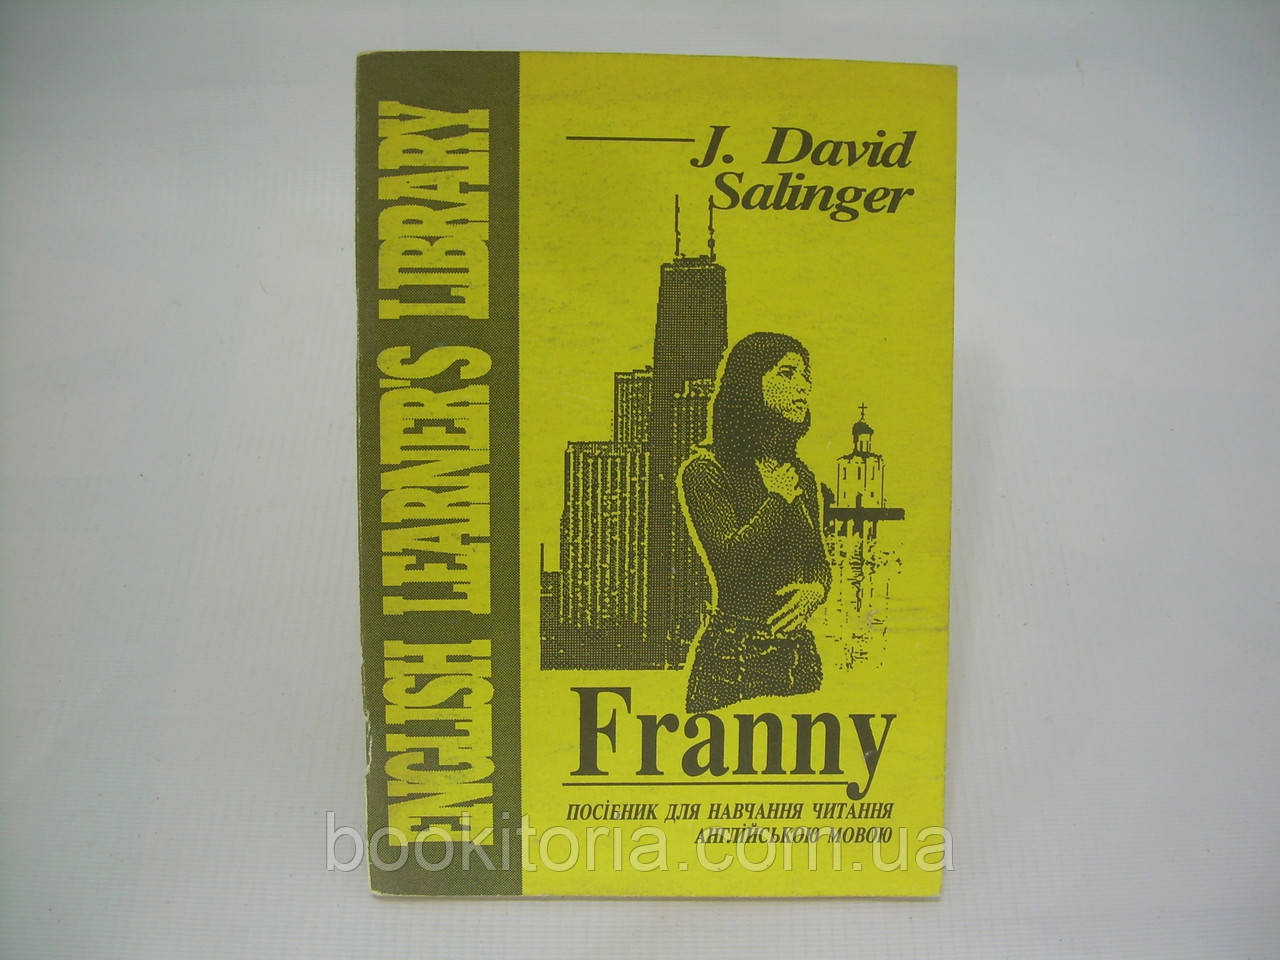 ENGLISH LEARNER'S LIBRARY
J. David
Salinger
Franny
ПОСІБНИК ДЛЯ НАВЧАННЯ ЧИТАННЯ
АНГЛІЙСЬКОЮ МОВОЮ
bookitoria.com.ua